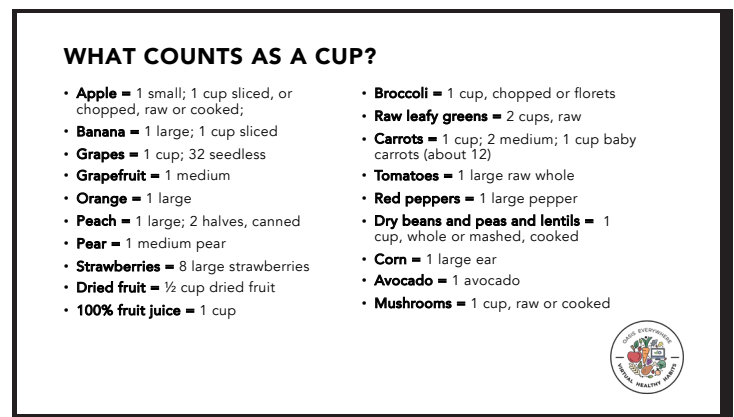 WHAT COUNTS AS A CUP?
• Apple = 1 small; 1 cup sliced, or
chopped, raw or cooked;
• Banana = 1 large; 1 cup sliced
• Grapes = 1 cup; 32 seedless
• Grapefruit = 1 medium
• Orange = 1 large
• Peach = 1 large; 2 halves, canned
• Pear = 1 medium pear
• Strawberries = 8 large strawberries
• Dried fruit = ½ cup dried fruit
• 100% fruit juice = 1 cup
• Broccoli = 1 cup, chopped or florets
• Raw leafy greens = 2 cups, raw
• Carrots = 1 cup; 2 medium; 1 cup baby
carrots (about 12)
• Tomatoes = 1 large raw whole
• Red peppers = 1 large pepper
• Dry beans and peas and lentils = 1
cup, whole or mashed, cooked
• Corn = 1 large ear
• Avocado = 1 avocado
• Mushrooms = 1 cup, raw or cooked
OASIS EVERYWHERE
VIRTUAL HEALTHY HABITS